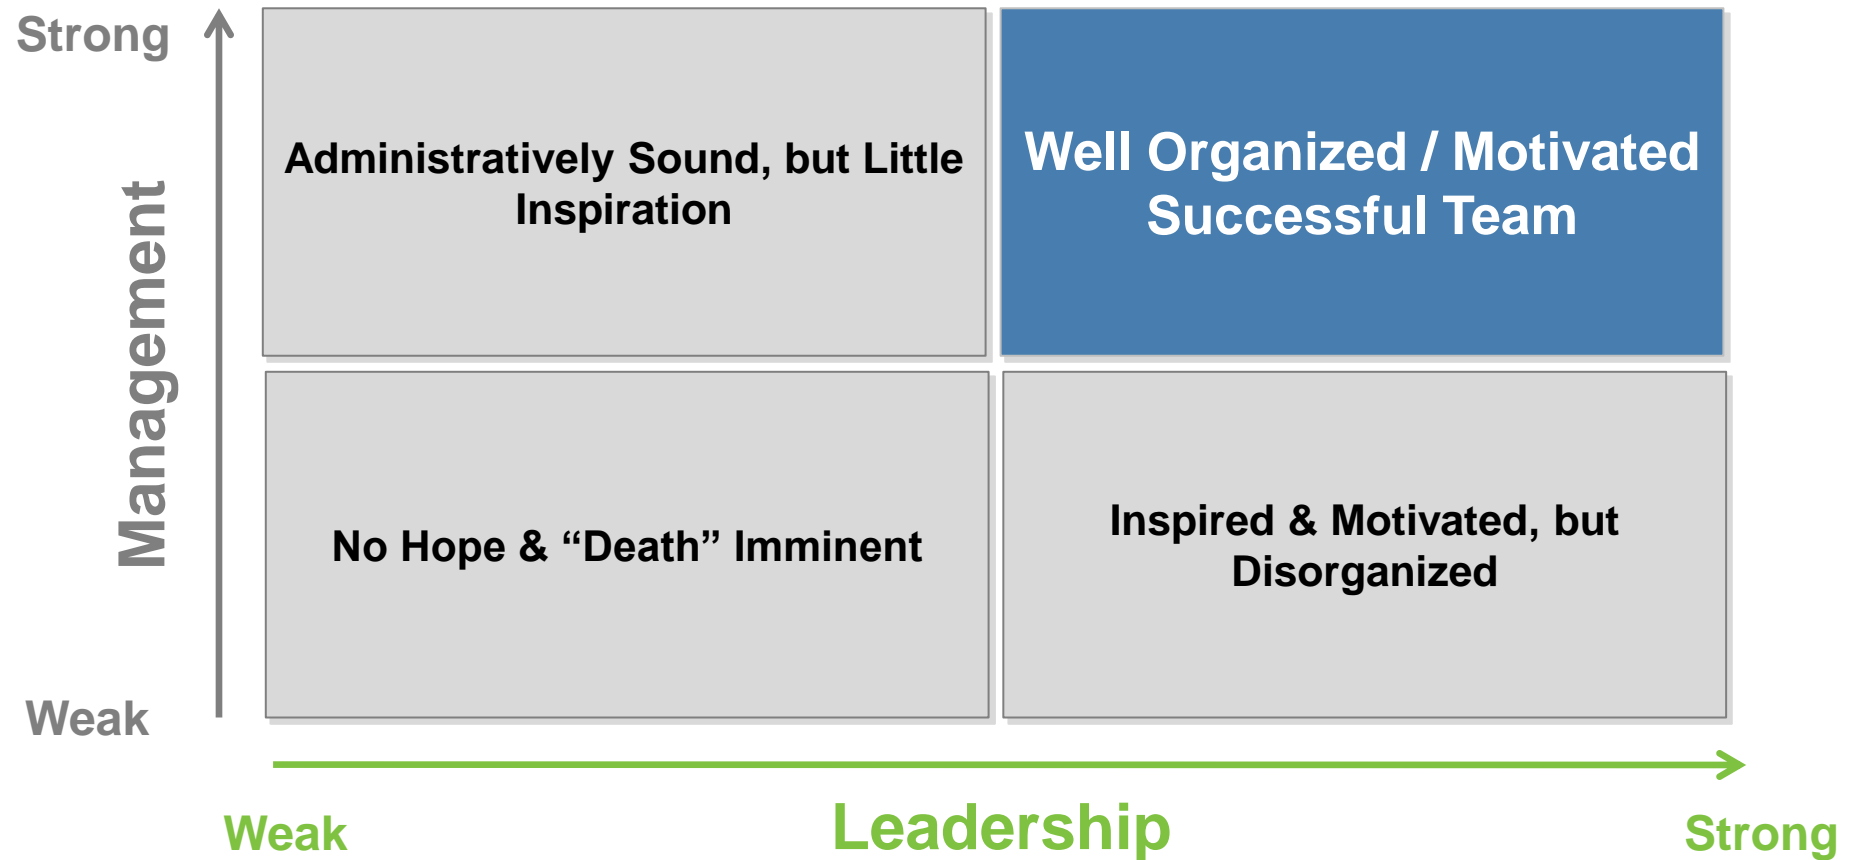 Strong
Administratively Sound, but Little
Inspiration
Well Organized / Motivated
Successful Team
Management
No Hope & “Death” Imminent
Inspired & Motivated, but
Disorganized
Weak
Weak
Leadership
Strong